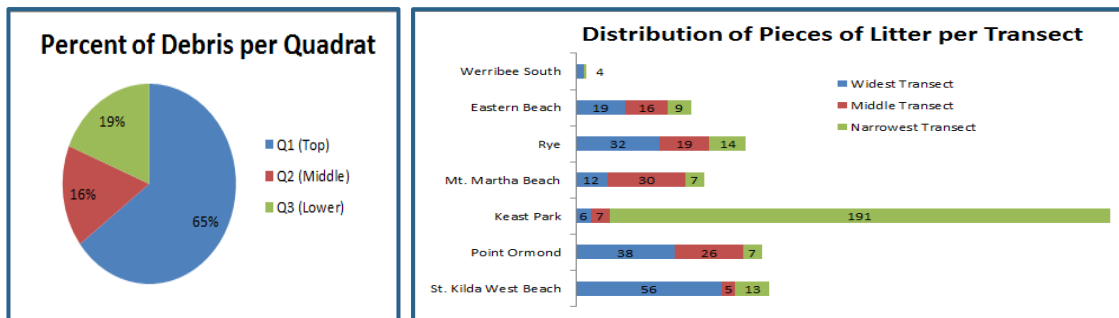 Percent of Debris per Quadrat
19%
16%
65%
Q1 (Top)
Q2 (Middle)
Q3 (Lower)
Distribution of Pieces of Litter per Transect
Werribee South 4
Eastern Beach 19 16 9
Rye 32 19 14
Mt. Martha Beach 12 30 7
Keast Park 6 7 191
Point Ormond 38 26 7
St. Kilda West Beach 56 5 13
Widest Transect
Middle Transect
Narrowest Transect